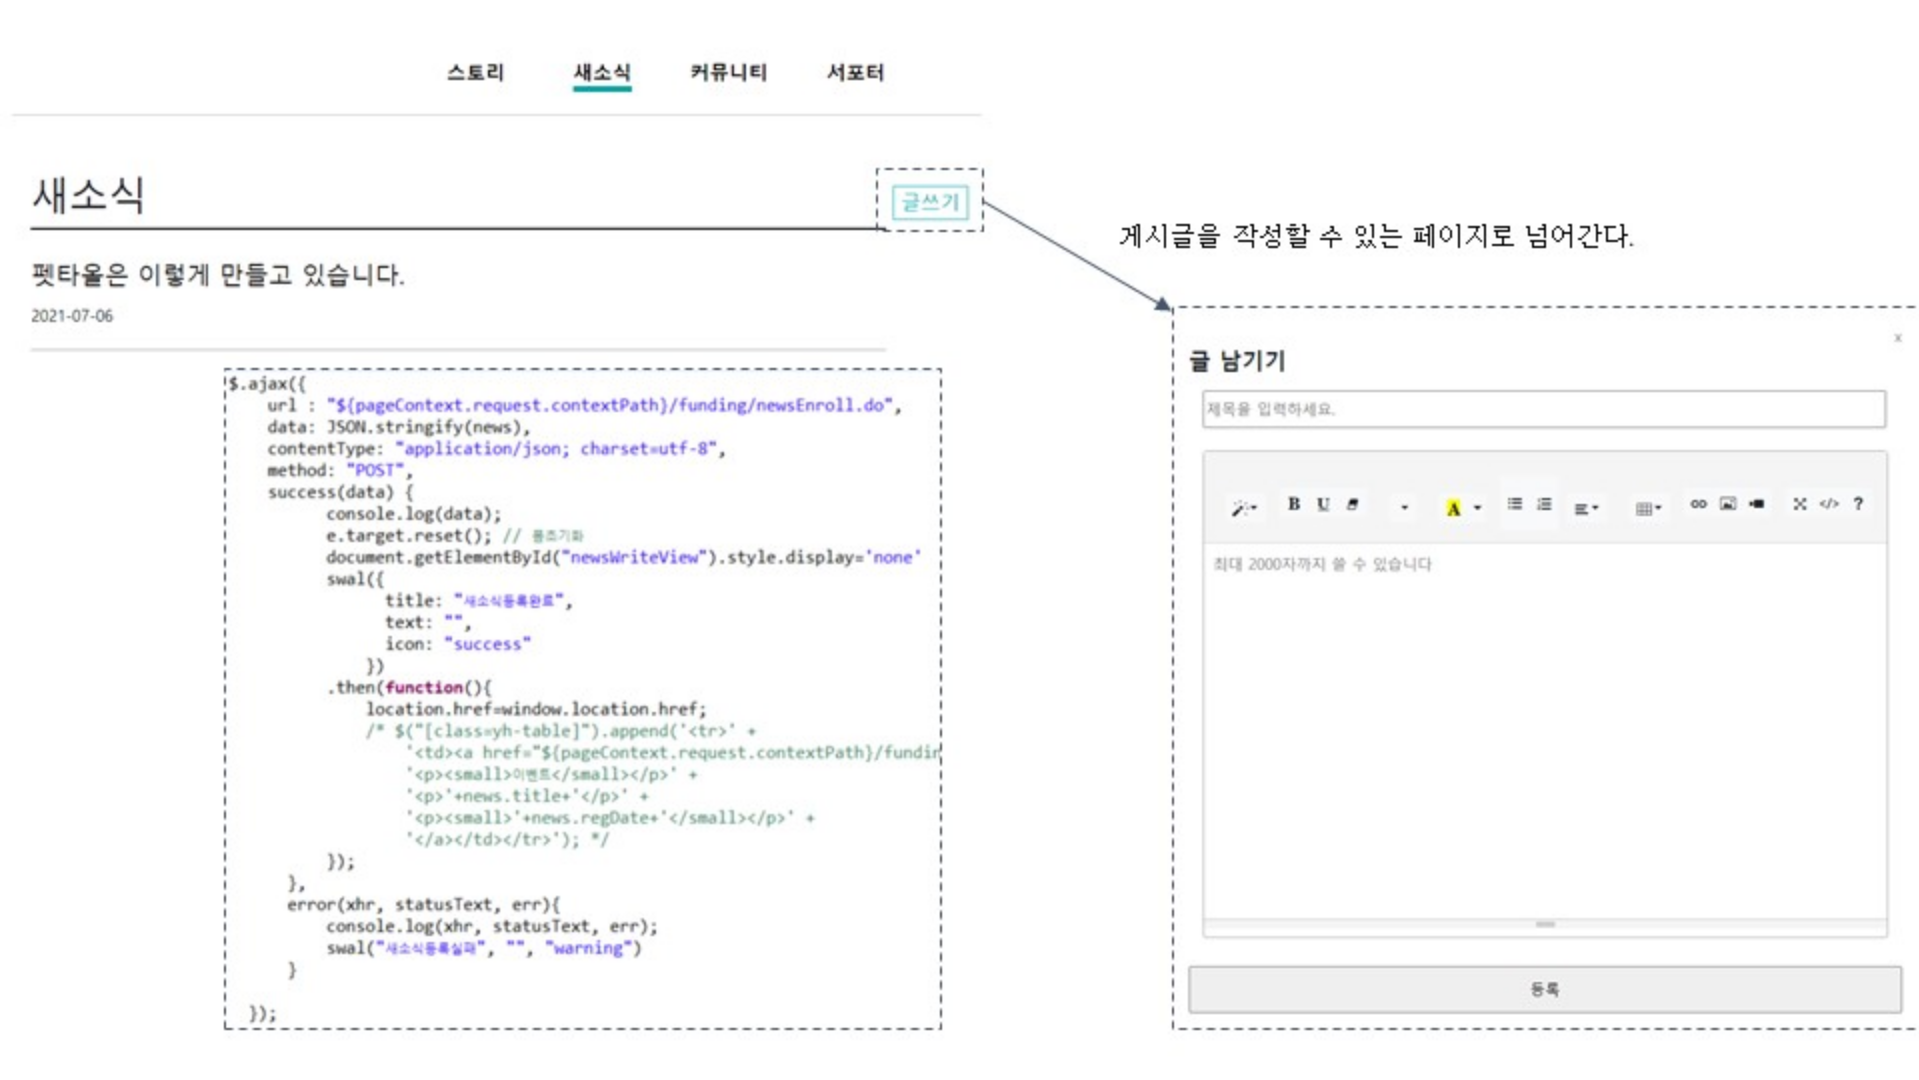 스토리 새소식 커뮤니티 서포터
새소식
글쓰기
펫타올은 이렇게 만들고 있습니다.
2021-07-06
$.ajax({
url : "${pageContext.request.contextPath}/funding/newsEnroll.do",
data: JSON.stringify(news),
contentType: "application/json; charset=utf-8",
method: "POST",
success(data) {
console.log(data);
e.target.reset(); // 폼초기화
document.getElementById("newsWriteView").style.display='none'
swal({
title: "새소식등록완료",
text: "",
icon: "success"
})
.then(function(){
location.href=window.location.href;
/* $("[class=yh-table]").append('<tr>' +
'<td><a href="${pageContext.request.contextPath}/fundin
'<p><small>이벤트</small></p>' +
'<p>'+news.title+'</p>' +
'<p><small>'+news.regDate+'</small></p>' +
'</a></td></tr>'); */
});
},
error(xhr, statusText, err){
console.log(xhr, statusText, err);
swal("새소식등록실패", "", "warning")
}
});
게시글을 작성할 수 있는 페이지로 넘어간다.
x
글 남기기
제목을 입력하세요.
B U A </> ?
최대 2000자까지 쓸 수 있습니다
등록